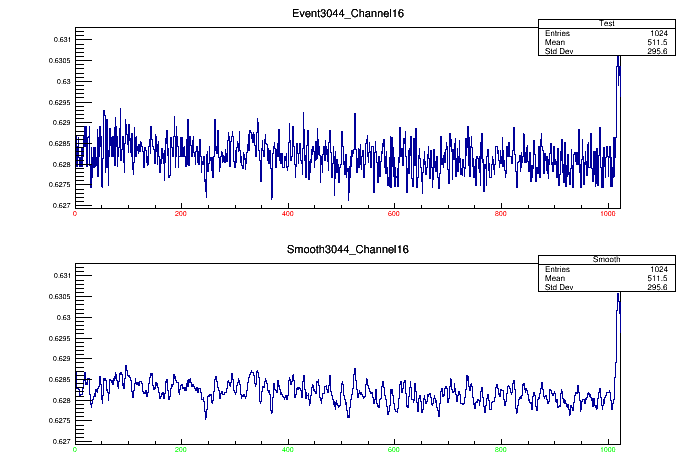 Event3044_Channel16
Test
Entries 1024
Mean 511.5
Std Dev 295.6
0.631
0.6305
0.63
0.6295
0.629
0.6285
0.628
0.6275
0.627
0 200 400 600 800 1000
Smooth3044_Channel16
Smooth
Entries 1024
Mean 511.5
Std Dev 295.6
0.631
0.6305
0.63
0.6295
0.629
0.6285
0.628
0.6275
0.627
0 200 400 600 800 1000